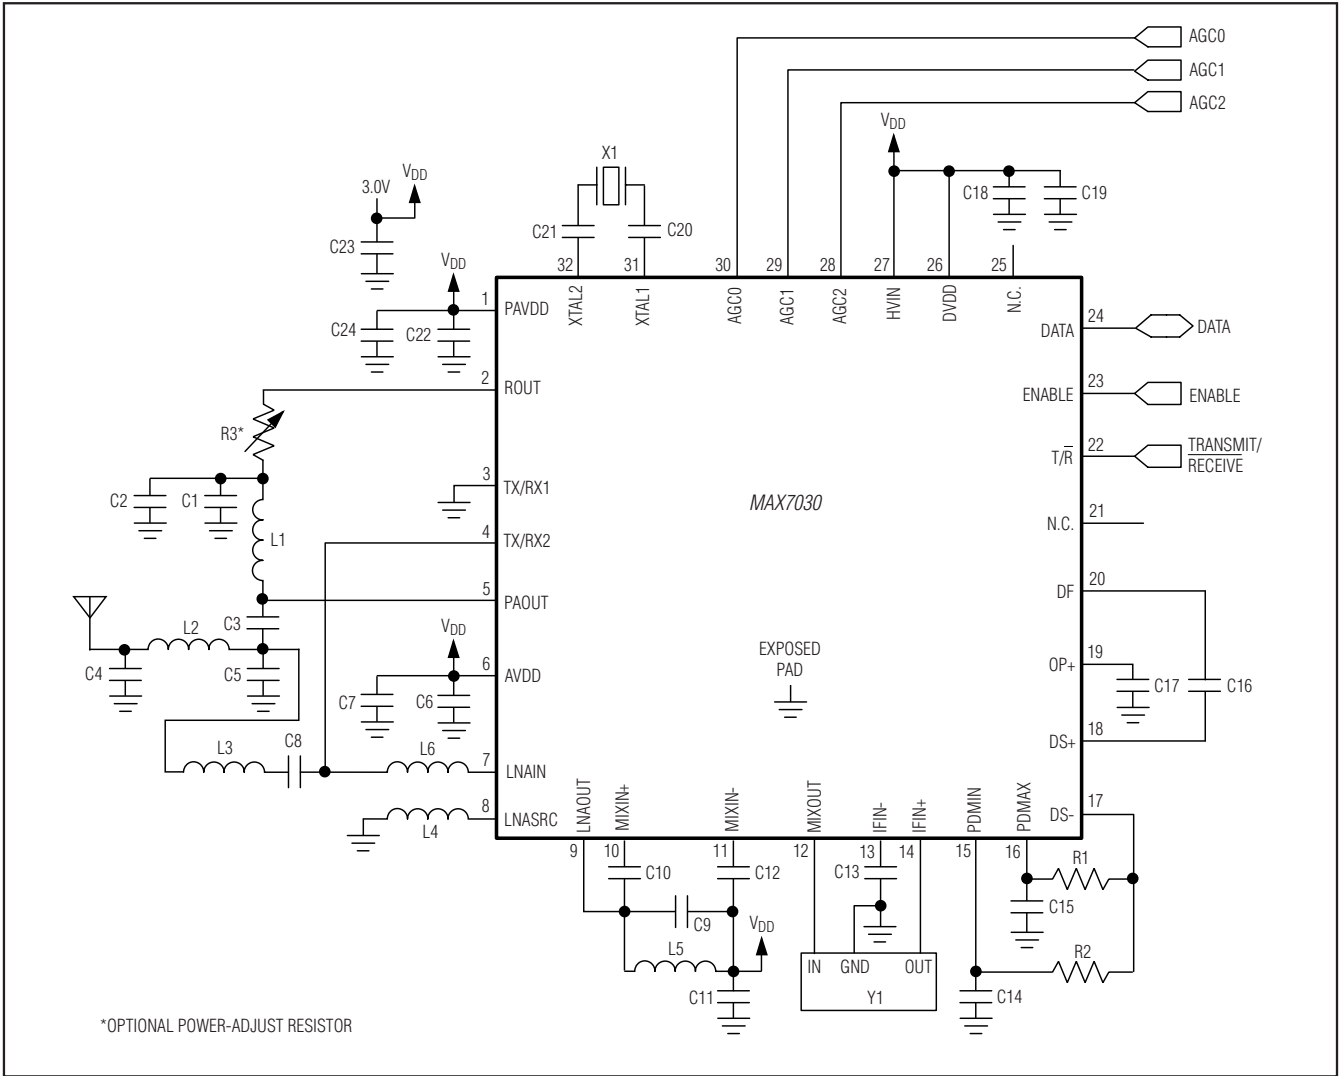 AGC0
AGC1
AGC2
VDD
X1
3.0V
VDD
C18
C19
C21
C20
C23
VDD
32
31
30
29
28
27
26
25
1
PAVDD
XTAL2
XTAL1
AGC0
AGC1
AGC2
HVIN
DVDD
N.C.
C24
C22
DATA
24
DATA
2
ROUT
ENABLE
23
ENABLE
R3*
T/R̅
22
TRANSMIT/
R̅E̅C̅E̅I̅V̅E̅
C2
C1
3
TX/RX1
MAX7030
N.C.
21
L1
4
TX/RX2
DF
20
5
PAOUT
C3
L2
VDD
EXPOSED
PAD
OP+
19
C4
C5
6
AVDD
C17
C16
C7
C6
DS+
18
L3
C8
L6
7
LNAIN
8
LNASRC
L4
LNAOUT
MIXIN+
MIXIN-
MIXOUT
IFIN-
IFIN+
PDMIN
PDMAX
DS-
17
9
10
11
12
13
14
15
16
R1
C10
C12
C13
C15
C9
VDD
L5
R2
IN
GND
OUT
C11
Y1
C14
*OPTIONAL POWER-ADJUST RESISTOR